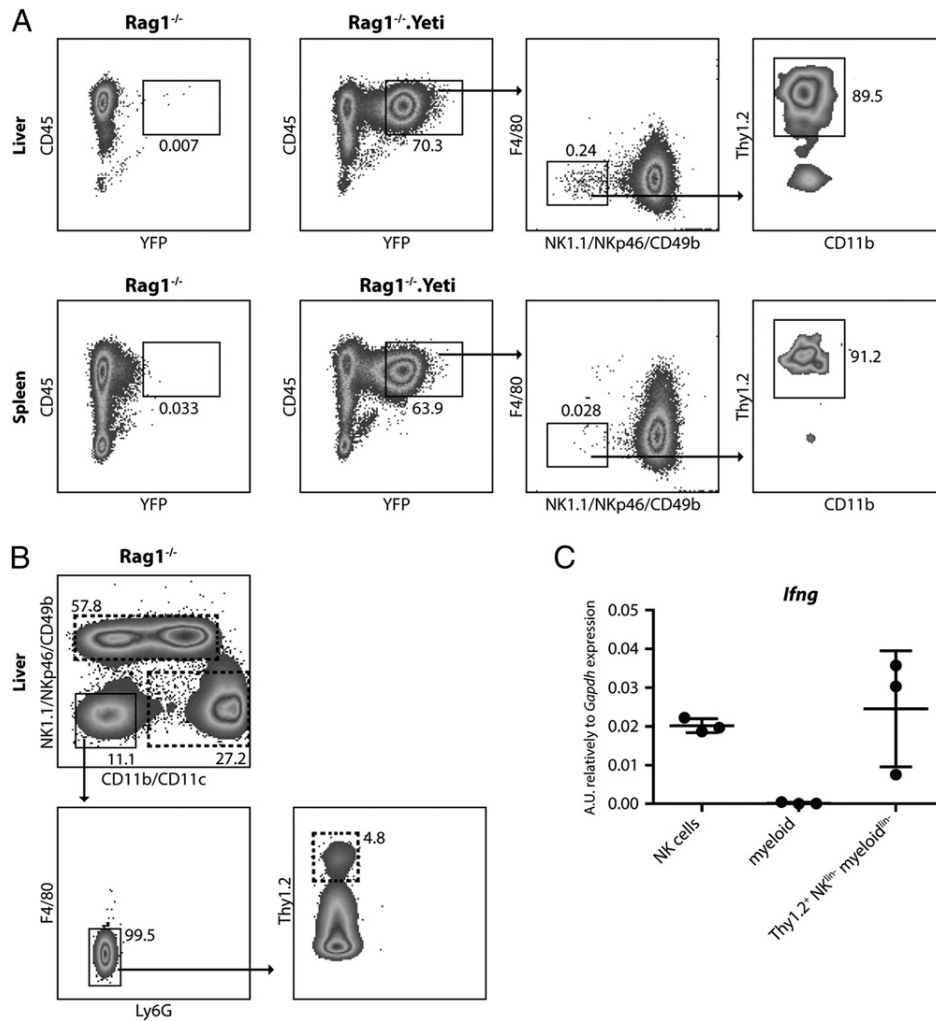 A
Rag1-/-
Rag1-/-.Yeti
Liver
CD45
0.007
YFP
CD45
70.3
YFP
F4/80
0.24
NK1.1/NKp46/CD49b
Thy1.2
89.5
CD11b
Rag1-/-
Rag1-/-.Yeti
Spleen
CD45
0.033
YFP
CD45
63.9
YFP
F4/80
0.028
NK1.1/NKp46/CD49b
Thy1.2
91.2
CD11b
B
Rag1-/-
Liver
NK1.1/NKp46/CD49b
57.8
11.1
27.2
CD11b/CD11c
F4/80
99.5
Ly6G
Thy1.2
4.8
C
Ifng
A.U. relatively to Gapdh expression
0.05
0.04
0.03
0.02
0.01
0.00
NK cells
myeloid
Thy1.2+ NKlin- myeloidlin-